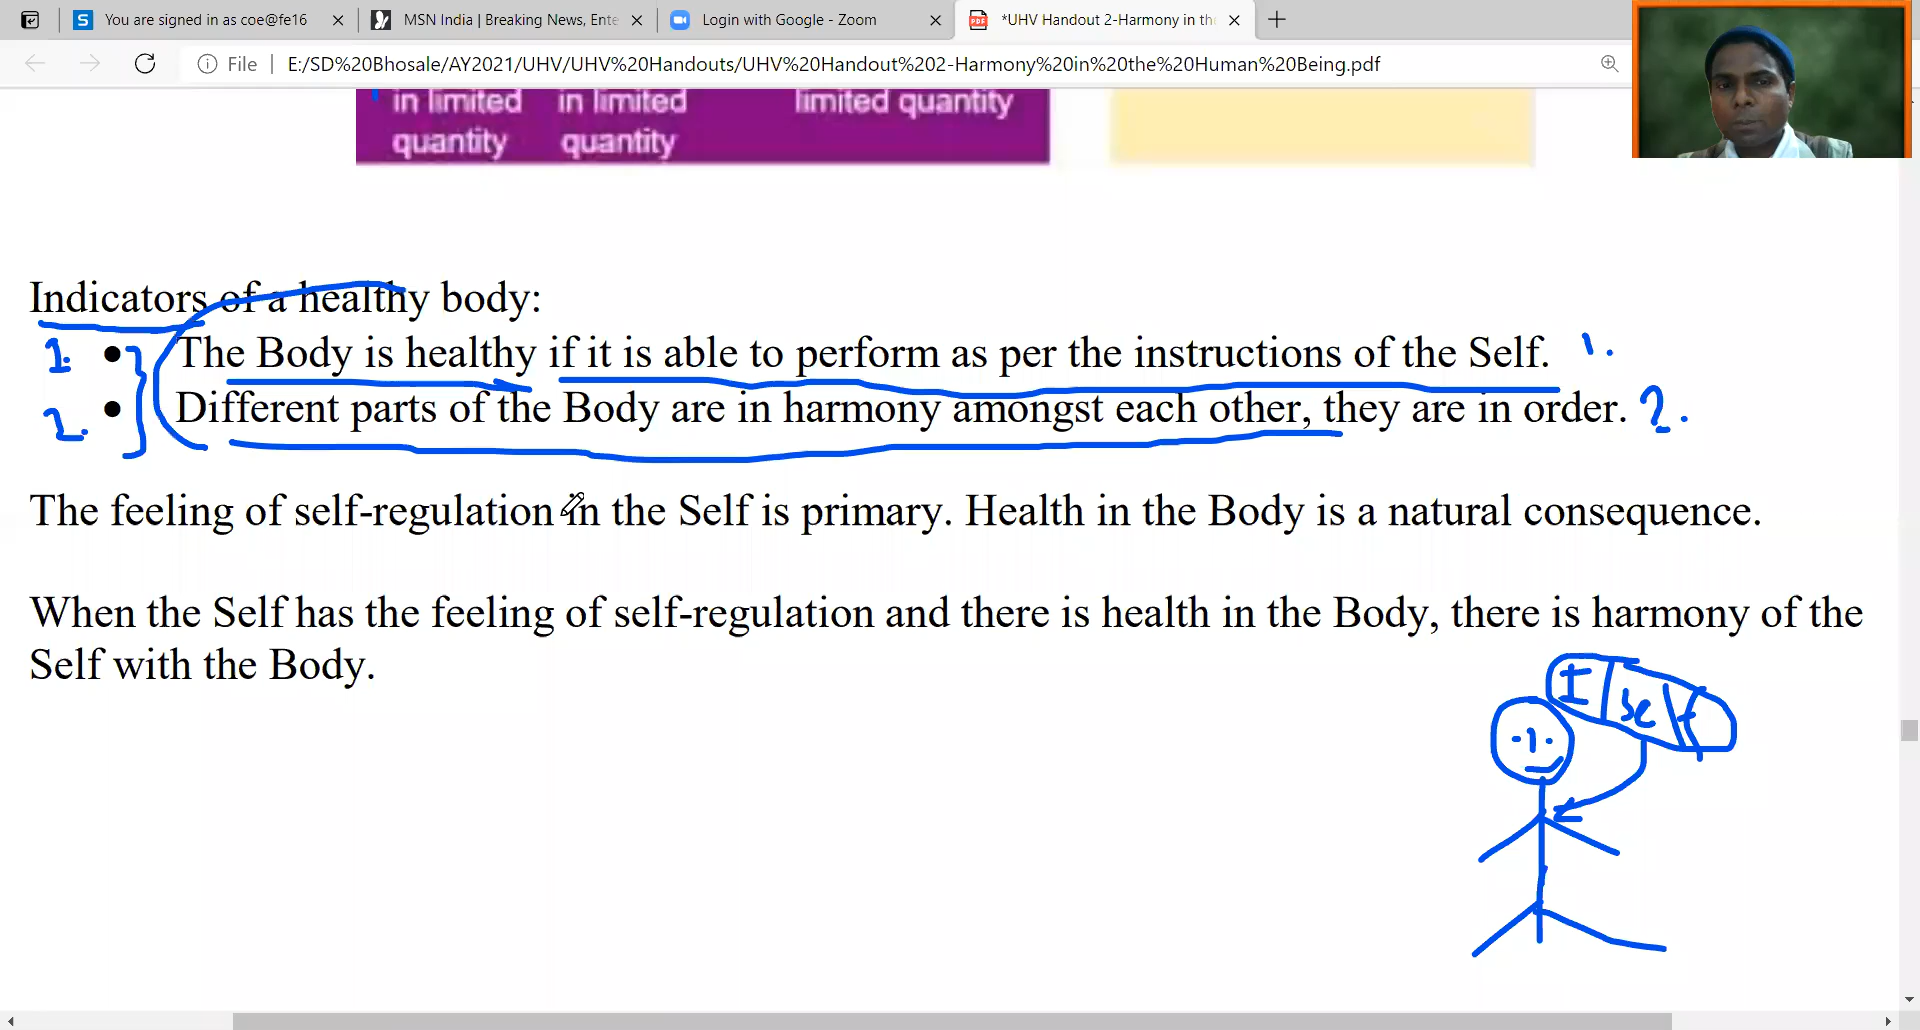 You are signed in as coe@fe16
MSN India | Breaking News, Ente
Login with Google - Zoom
*UHV Handout 2-Harmony in the
File
E:/SD%20Bhosale/AY2021/UHV/UHV%20Handouts/UHV%20Handout%202-Harmony%20in%20the%20Human%20Being.pdf
in limited in limited limited quantity
quantity quantity
Indicators of a healthy body:
1. • The Body is healthy if it is able to perform as per the instructions of the Self. 1.
2. • Different parts of the Body are in harmony amongst each other, they are in order. 2.
The feeling of self-regulation in the Self is primary. Health in the Body is a natural consequence.
When the Self has the feeling of self-regulation and there is health in the Body, there is harmony of the
Self with the Body.
I self